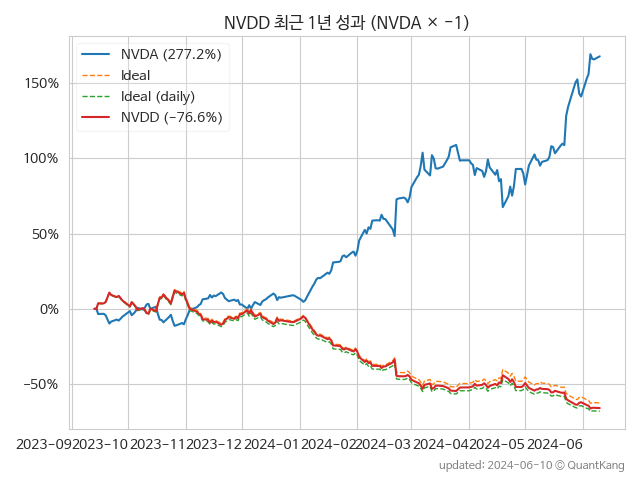 NVDD 최근 1년 성과 (NVDA × −1)
NVDA (277.2%)
Ideal
Ideal (daily)
NVDD (−76.6%)
150%
100%
50%
0%
−50%
2023-09 2023-10 2023-11 2023-12 2024-01 2024-02 2024-03 2024-04 2024-05 2024-06
updated: 2024-06-10 © QuantKang